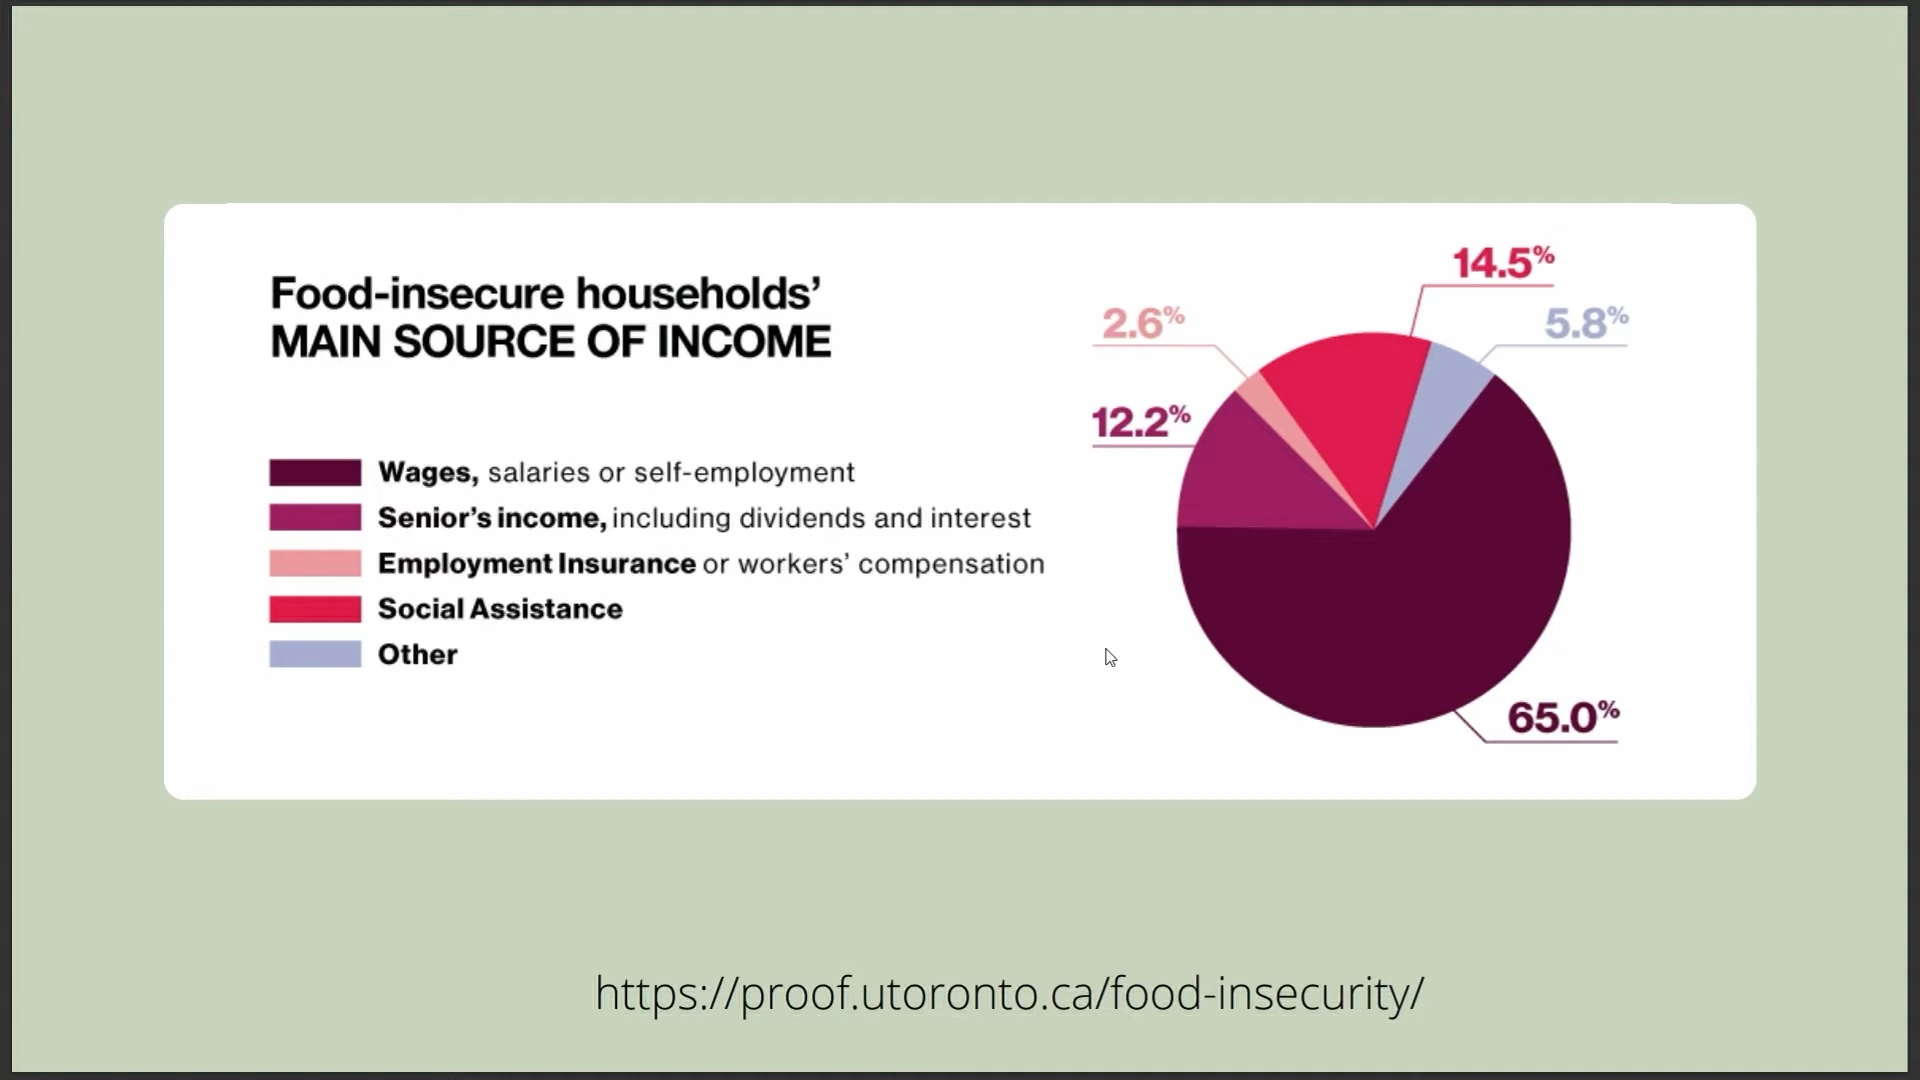 Food-insecure households’
MAIN SOURCE OF INCOME
Wages, salaries or self-employment
Senior’s income, including dividends and interest
Employment Insurance or workers’ compensation
Social Assistance
Other
14.5%
2.6%
5.8%
12.2%
65.0%
https://proof.utoronto.ca/food-insecurity/